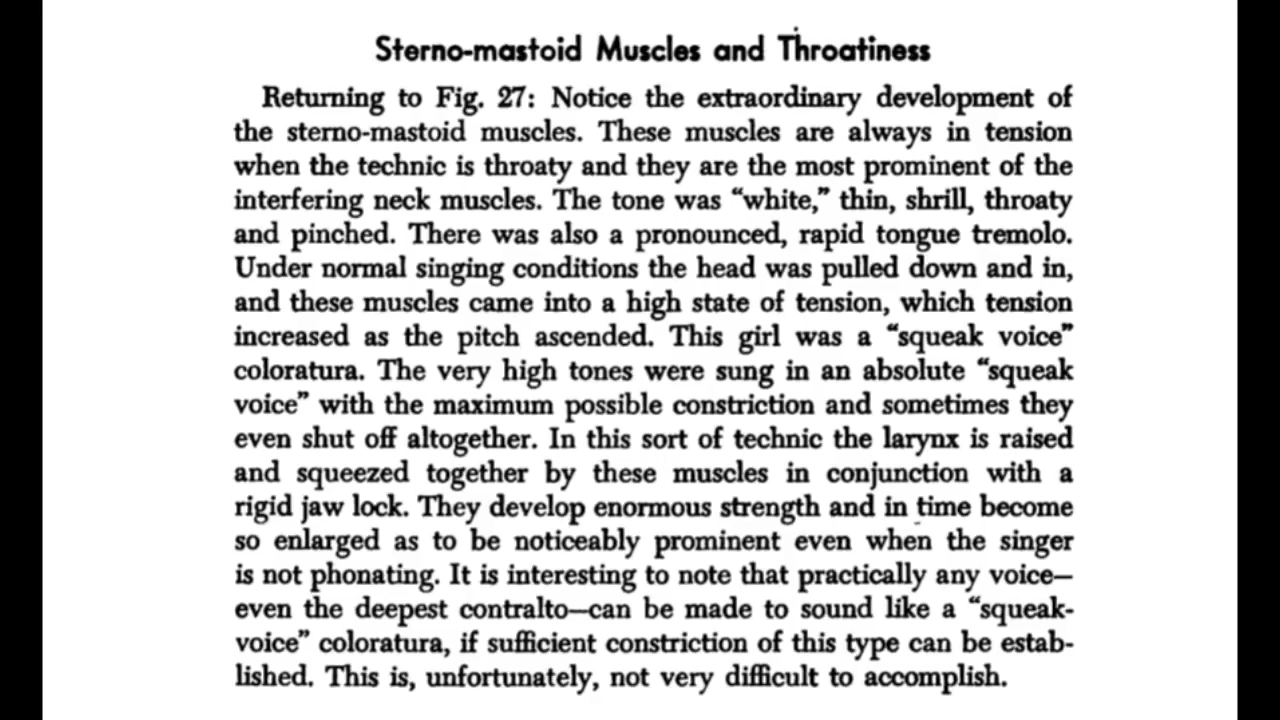 Sterno-mastoid Muscles and Throatiness
Returning to Fig. 27: Notice the extraordinary development of
the sterno-mastoid muscles. These muscles are always in tension
when the technic is throaty and they are the most prominent of the
interfering neck muscles. The tone was “white,” thin, shrill, throaty
and pinched. There was also a pronounced, rapid tongue tremolo.
Under normal singing conditions the head was pulled down and in,
and these muscles came into a high state of tension, which tension
increased as the pitch ascended. This girl was a “squeak voice”
coloratura. The very high tones were sung in an absolute “squeak
voice” with the maximum possible constriction and sometimes they
even shut off altogether. In this sort of technic the larynx is raised
and squeezed together by these muscles in conjunction with a
rigid jaw lock. They develop enormous strength and in time become
so enlarged as to be noticeably prominent even when the singer
is not phonating. It is interesting to note that practically any voice—
even the deepest contralto—can be made to sound like a “squeak-
voice” coloratura, if sufficient constriction of this type can be estab-
lished. This is, unfortunately, not very difficult to accomplish.